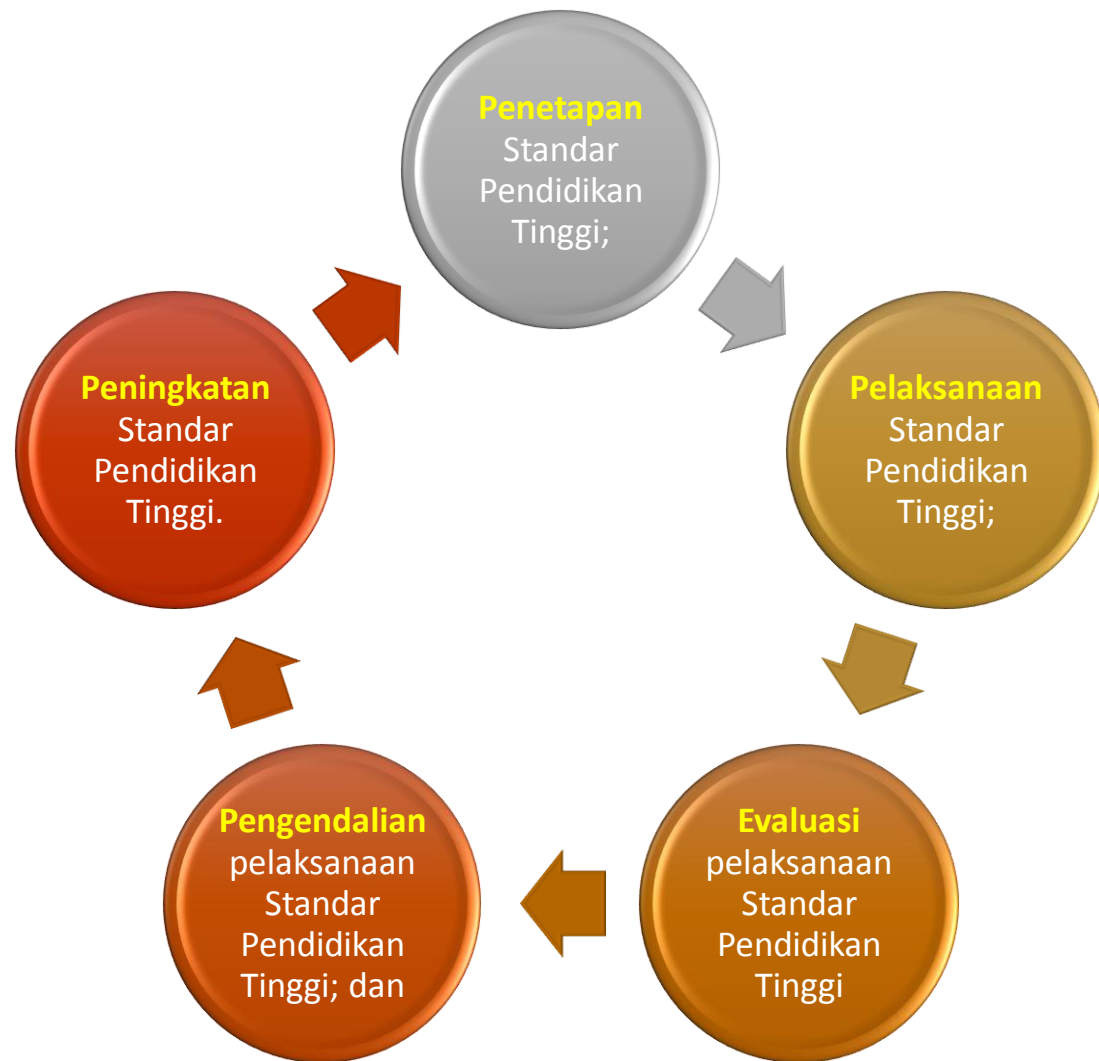 Penetapan
Standar
Pendidikan
Tinggi;
Pelaksanaan
Standar
Pendidikan
Tinggi;
Evaluasi
pelaksanaan
Standar
Pendidikan
Tinggi
Pengendalian
pelaksanaan
Standar
Pendidikan
Tinggi; dan
Peningkatan
Standar
Pendidikan
Tinggi.